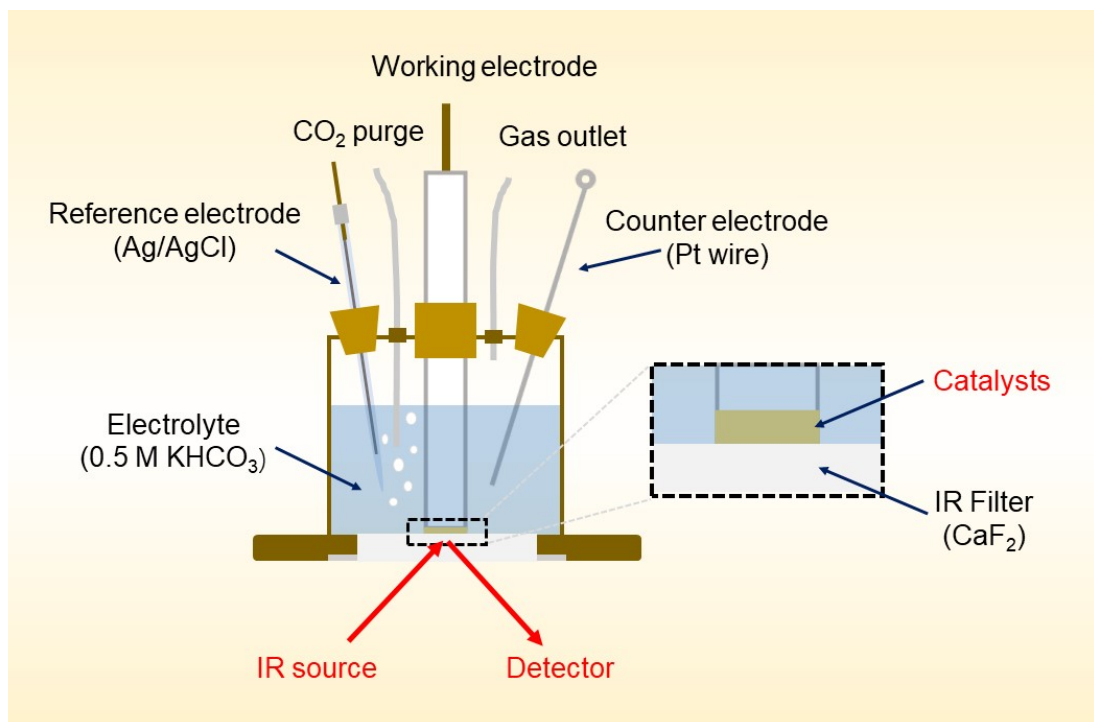 Working electrode
CO₂ purge
Gas outlet
Reference electrode
(Ag/AgCl)
Counter electrode
(Pt wire)
Catalysts
Electrolyte
(0.5 M KHCO₃)
IR Filter
(CaF₂)
IR source
Detector